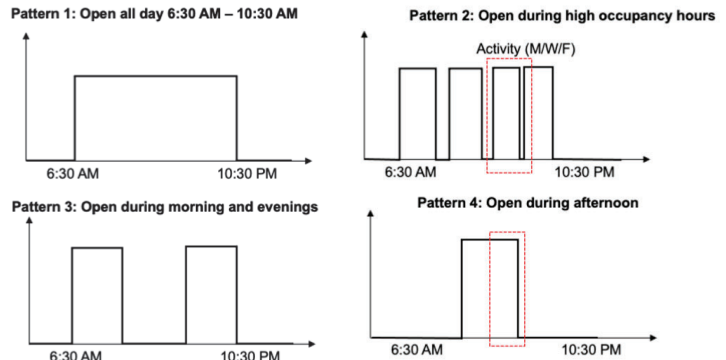 Pattern 1: Open all day 6:30 AM – 10:30 AM
Pattern 2: Open during high occupancy hours
Activity (M/W/F)
6:30 AM
10:30 PM
6:30 AM
10:30 PM
Pattern 3: Open during morning and evenings
Pattern 4: Open during afternoon
6:30 AM
10:30 PM
6:30 AM
10:30 PM